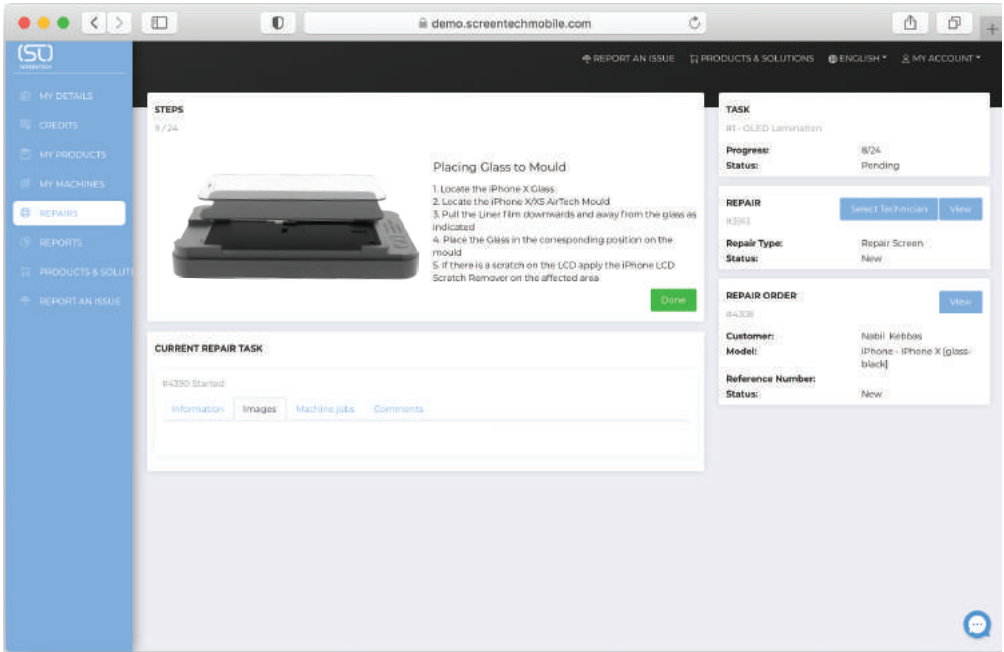 demo.screentechmobile.com
(St)
SCREENTECH
REPORT AN ISSUE
PRODUCTS & SOLUTIONS
ENGLISH
MY ACCOUNT
MY DETAILS
CREDITS
MY PRODUCTS
MY MACHINES
REPAIRS
REPORTS
PRODUCTS & SOLUTI
REPORT AN ISSUE
STEPS
9/24
Placing Glass to Mould
1. Locate the iPhone X Glass
2. Locate the iPhone X/XS AirTech Mould
3. Pull the Liner film downwards and away from the glass as
indicated
4. Place the Glass in the corresponding position on the
mould
5. If there is a scratch on the LCD apply the iPhone LCD
Scratch Remover on the affected area
Done
CURRENT REPAIR TASK
#4390 Started:
Information Images Machine jobs Comments
TASK
#1 - OLED Lamination
Progress: 8/24
Status: Pending
REPAIR
Select Technician View
#3963
Repair Type: Repair Screen
Status: New
REPAIR ORDER
View
#4308
Customer: Nabil Kebbas
Model: iPhone - iPhone X [glass-
black]
Reference Number:
Status: New